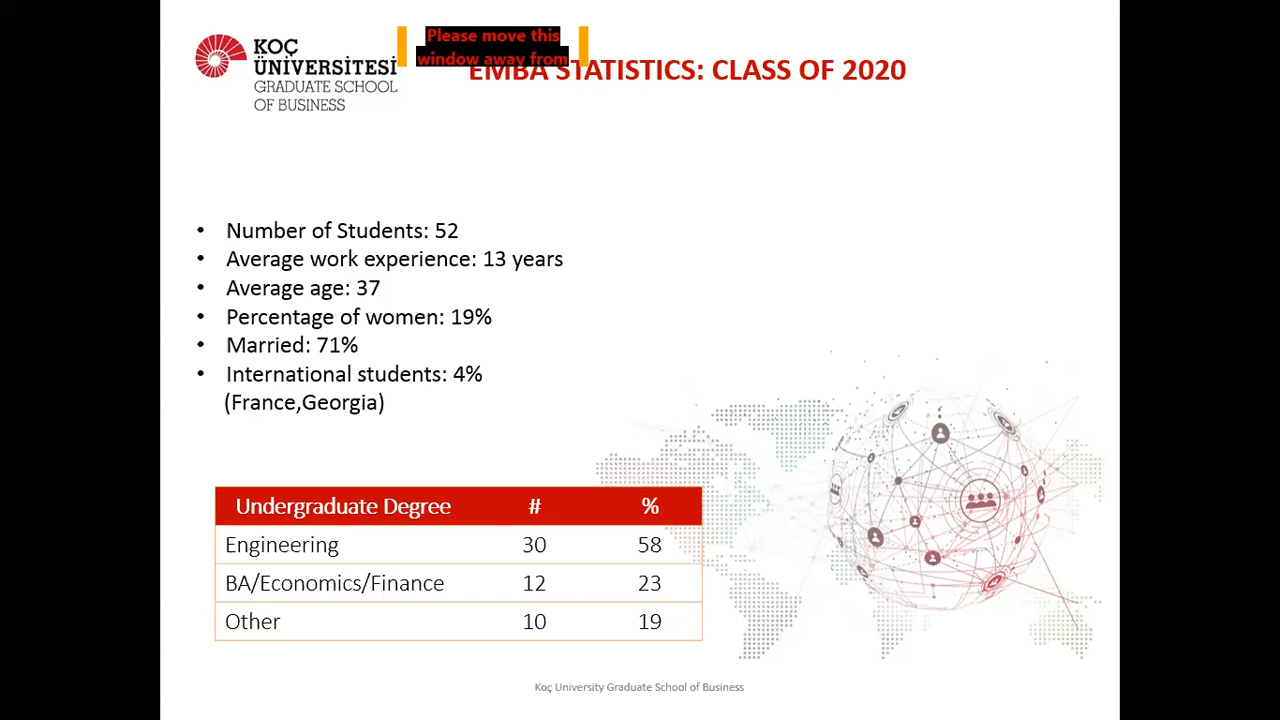 KOÇ
ÜNİVERSİTESİ
GRADUATE SCHOOL
OF BUSINESS
Please move this
window away from
EMBA STATISTICS: CLASS OF 2020
• Number of Students: 52
• Average work experience: 13 years
• Average age: 37
• Percentage of women: 19%
• Married: 71%
• International students: 4%
(France,Georgia)
Undergraduate Degree # %
Engineering 30 58
BA/Economics/Finance 12 23
Other 10 19
Koç University Graduate School of Business